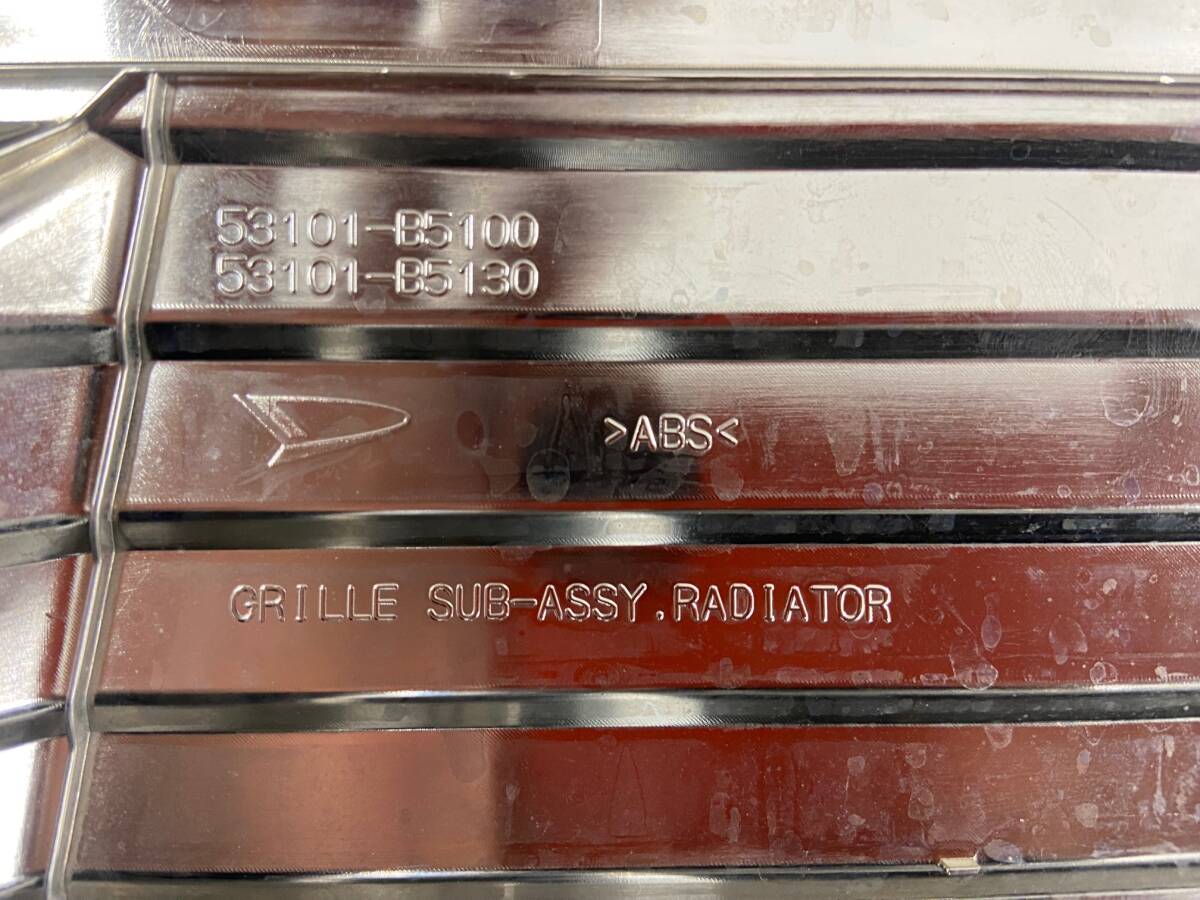 53101-B5100
53101-B5130
>ABS<
GRILLE SUB-ASSY.RADIATOR